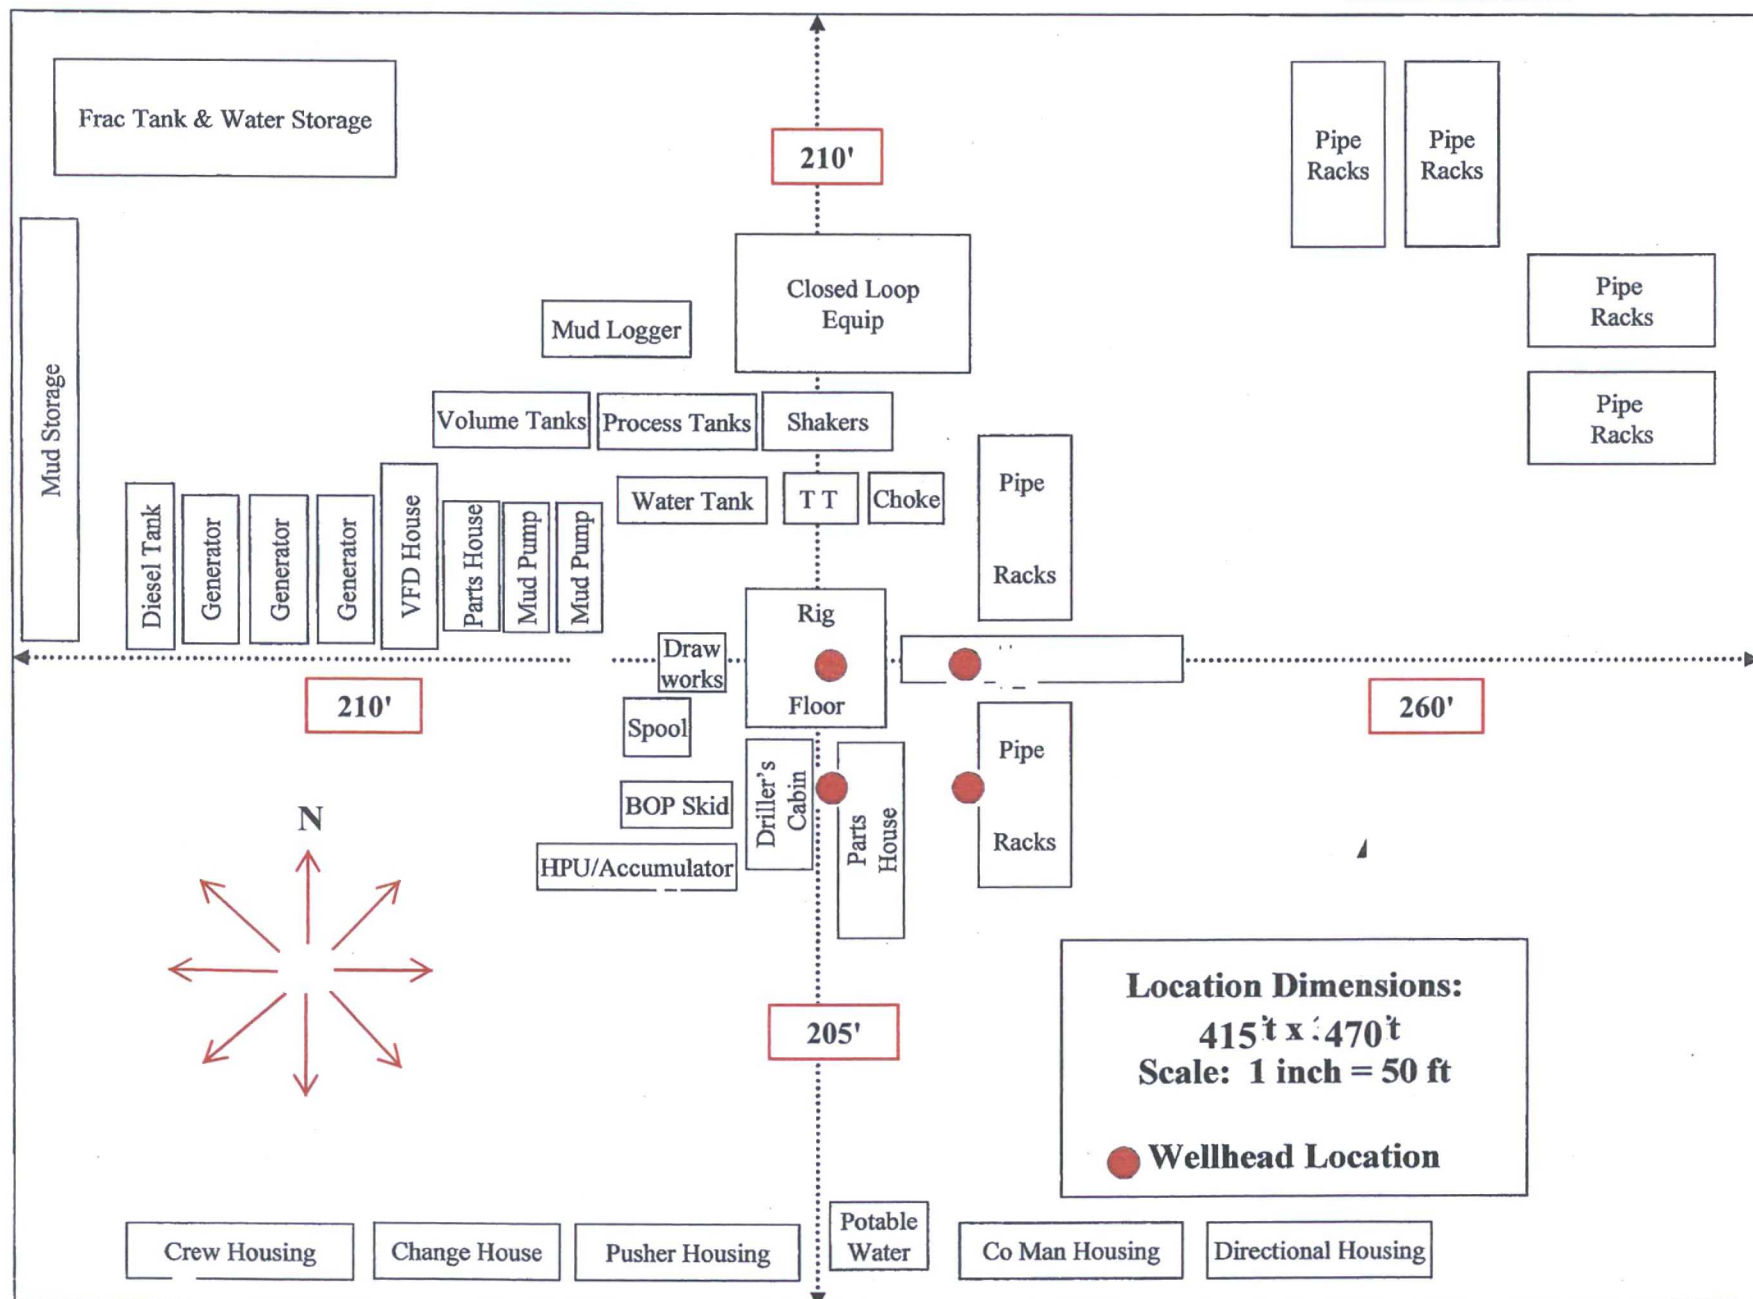 Frac Tank & Water Storage
210'
Pipe
Racks
Pipe
Racks
Closed Loop
Equip
Pipe
Racks
Mud Logger
Mud Storage
Volume Tanks
Process Tanks
Shakers
Pipe
Racks
Diesel Tank
Generator
Generator
Generator
VFD House
Parts House
Mud Pump
Mud Pump
Water Tank
T T
Choke
Pipe
Racks
Rig
Floor
Draw
works
210'
260'
Spool
Driller's
Cabin
Parts
House
Pipe
Racks
BOP Skid
HPU/Accumulator
N
Location Dimensions:
415't x 470't
Scale: 1 inch = 50 ft
Wellhead Location
205'
Crew Housing
Change House
Pusher Housing
Potable
Water
Co Man Housing
Directional Housing